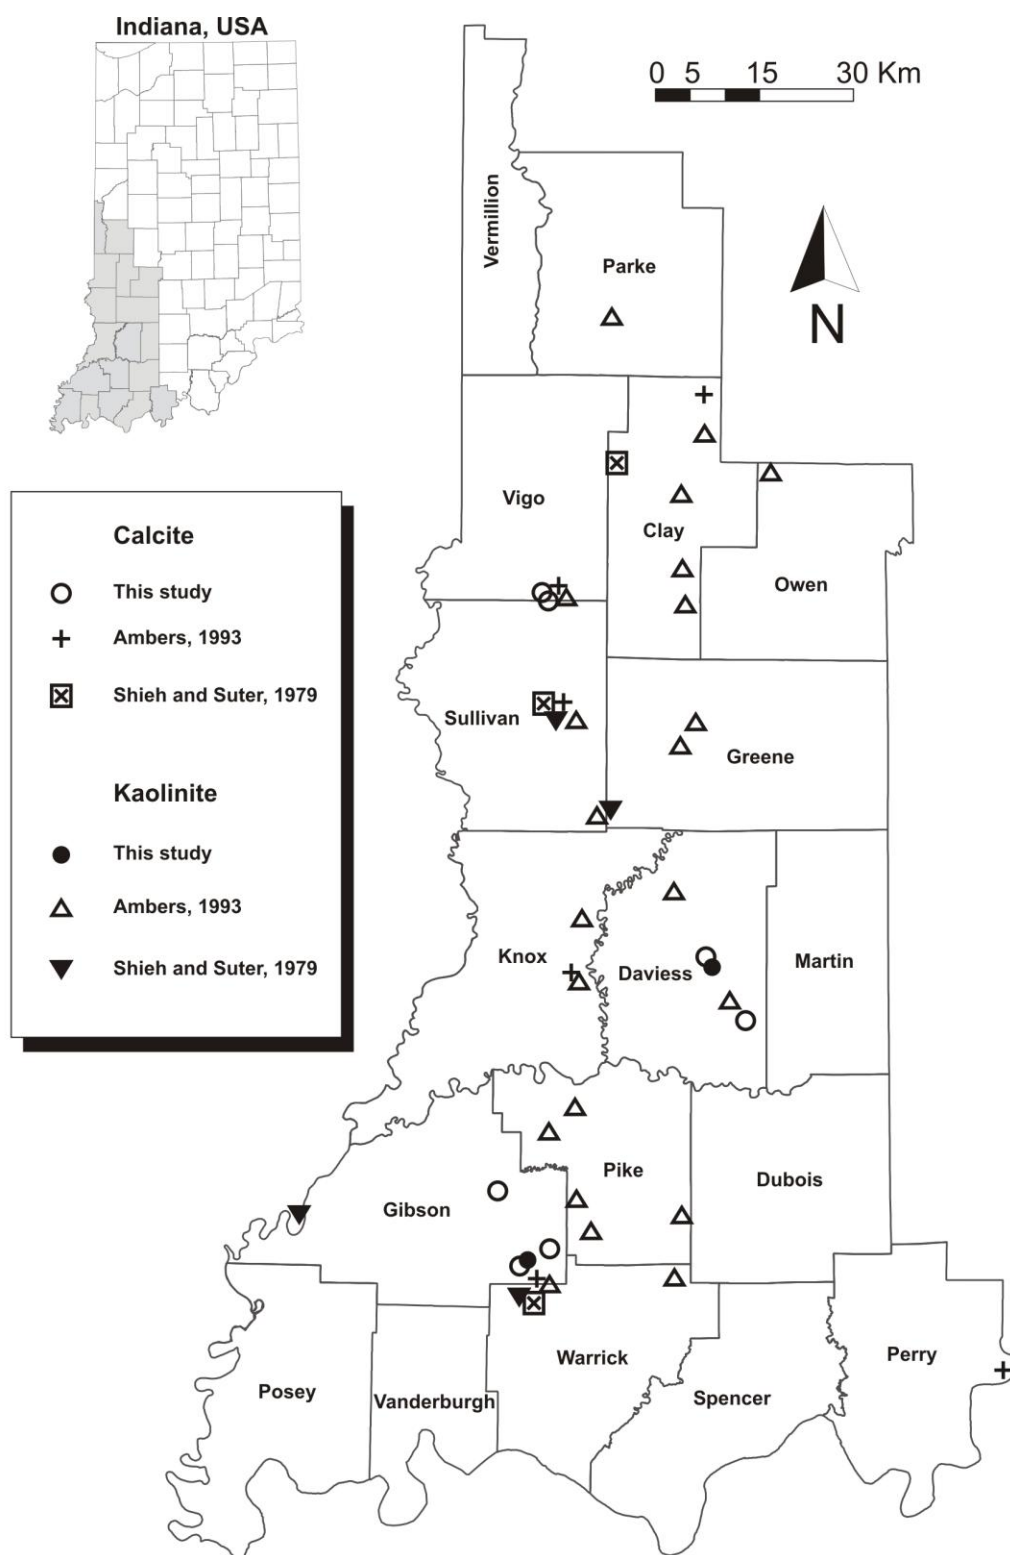 Indiana, USA
0 5 15 30 Km
N
Vermillion
Parke
Vigo
Clay
Owen
Sullivan
Greene
Knox
Daviess
Martin
Gibson
Pike
Dubois
Posey
Vanderburgh
Warrick
Spencer
Perry
Calcite
This study
Ambers, 1993
Shieh and Suter, 1979
Kaolinite
This study
Ambers, 1993
Shieh and Suter, 1979